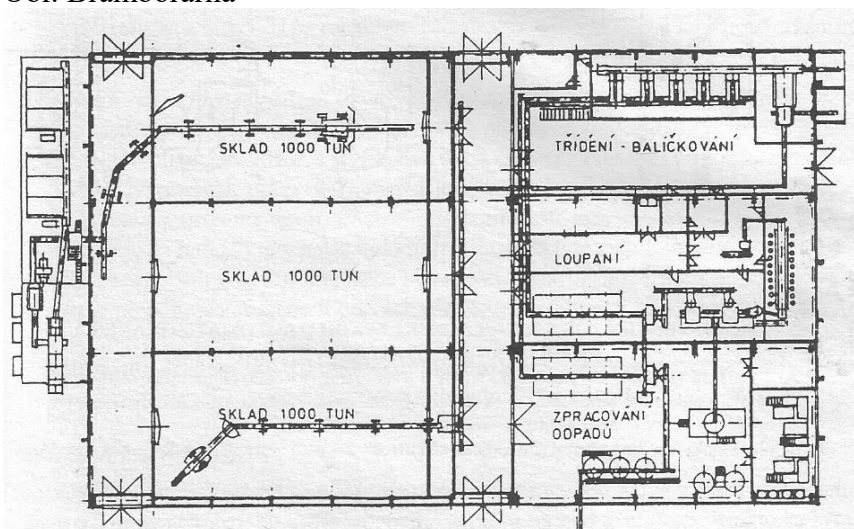 Obr. Bramborárna
SKLAD 1000 TUN
TŘÍDĚNÍ - BALÍČKOVÁNÍ
LOUPÁNÍ
SKLAD 1000 TUN
SKLAD 1000 TUN
ZPRACOVÁNÍ
ODPADŮ